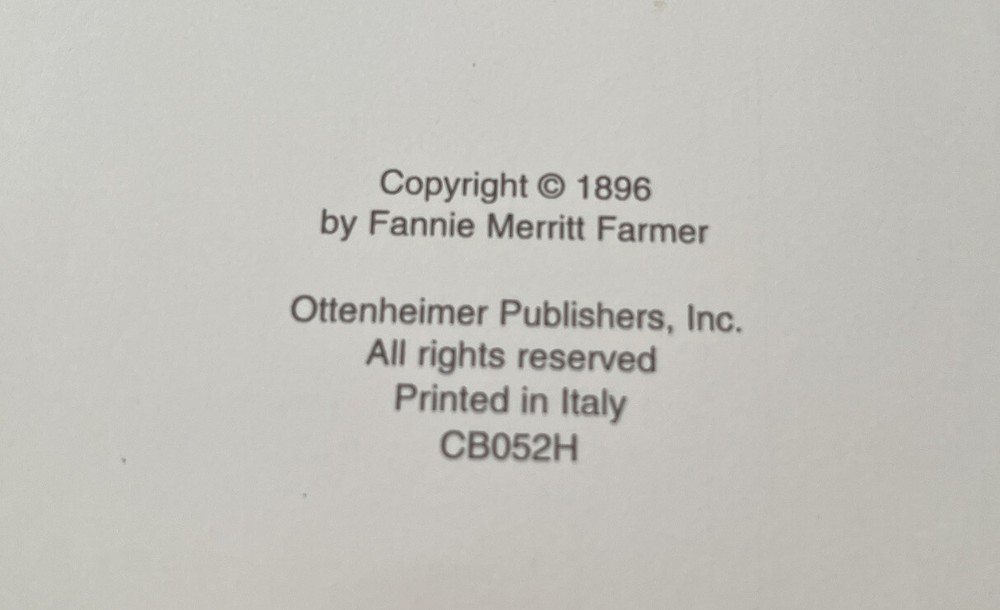 Copyright © 1896
by Fannie Merritt Farmer
Ottenheimer Publishers, Inc.
All rights reserved
Printed in Italy
CB052H